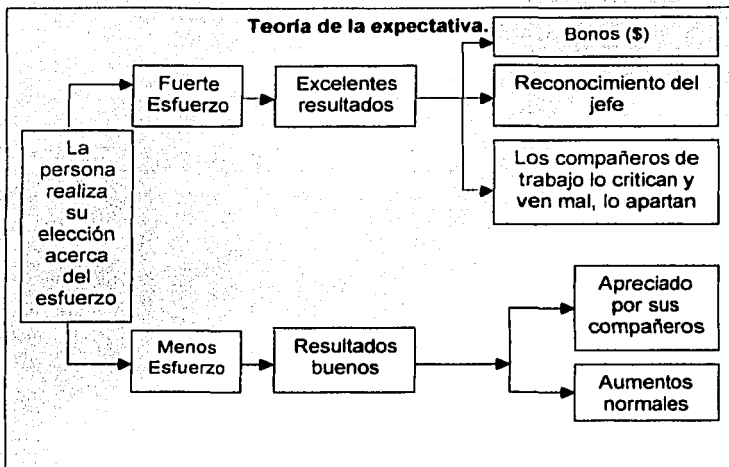 Teoría de la expectativa.
Bonos ($)
Fuerte
Esfuerzo
Excelentes
resultados
Reconocimiento del
jefe
La
persona
realiza
su
elección
acerca
del
esfuerzo
Los compañeros de
trabajo lo critican y
ven mal, lo apartan
Apreciado
por sus
compañeros
Menos
Esfuerzo
Resultados
buenos
Aumentos
normales